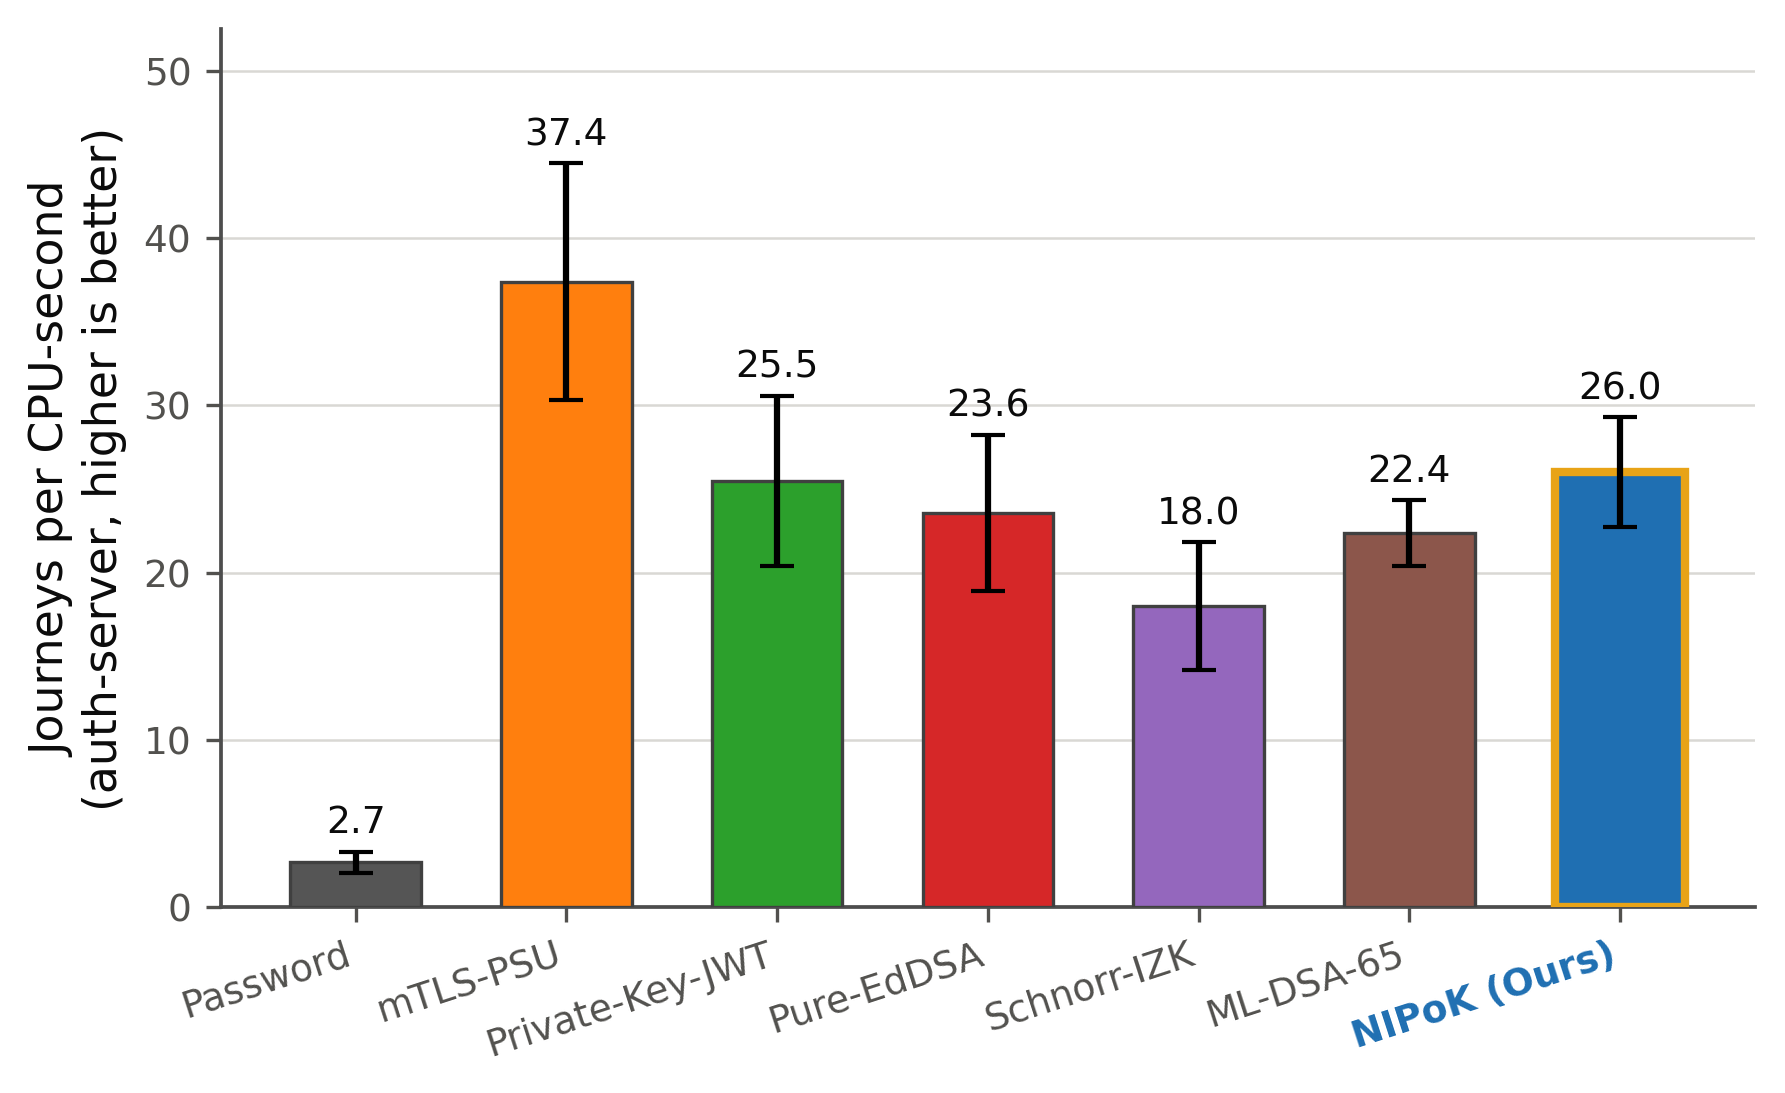 Journeys per CPU-second
(auth-server, higher is better)
50
40
30
20
10
0
2.7
37.4
25.5
23.6
18.0
22.4
26.0
Password
mTLS-PSU
Private-Key-JWT
Pure-EdDSA
Schnorr-IZK
ML-DSA-65
NIPoK (Ours)